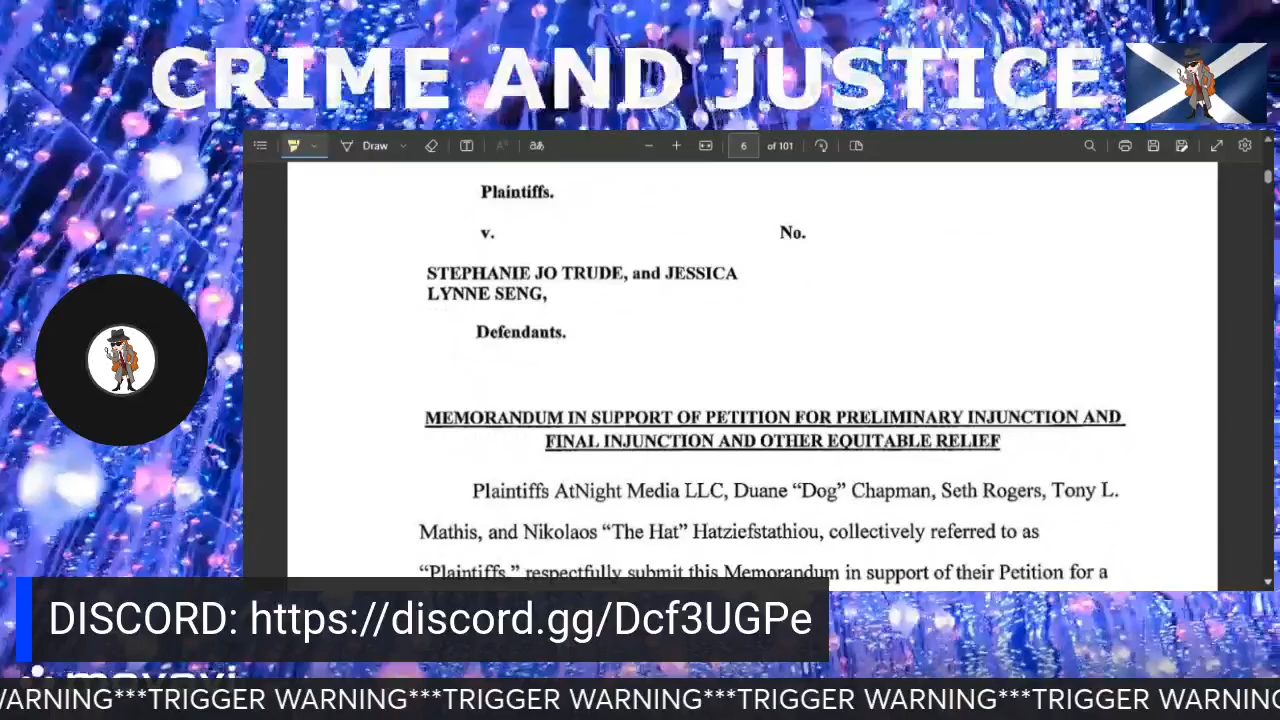 CRIME AND JUSTICE
Draw
6 of 101
Plaintiffs.
v. No.
STEPHANIE JO TRUDE, and JESSICA
LYNNE SENG,
Defendants.
MEMORANDUM IN SUPPORT OF PETITION FOR PRELIMINARY INJUNCTION AND
FINAL INJUNCTION AND OTHER EQUITABLE RELIEF
Plaintiffs AtNight Media LLC, Duane “Dog” Chapman, Seth Rogers, Tony L.
Mathis, and Nikolaos “The Hat” Hatziefstathiou, collectively referred to as
“Plaintiffs,” respectfully submit this Memorandum in support of their Petition for a
DISCORD: https://discord.gg/Dcf3UGPe
WARNING***TRIGGER WARNING***TRIGGER WARNING***TRIGGER WARNING***TRIGGER WARNING